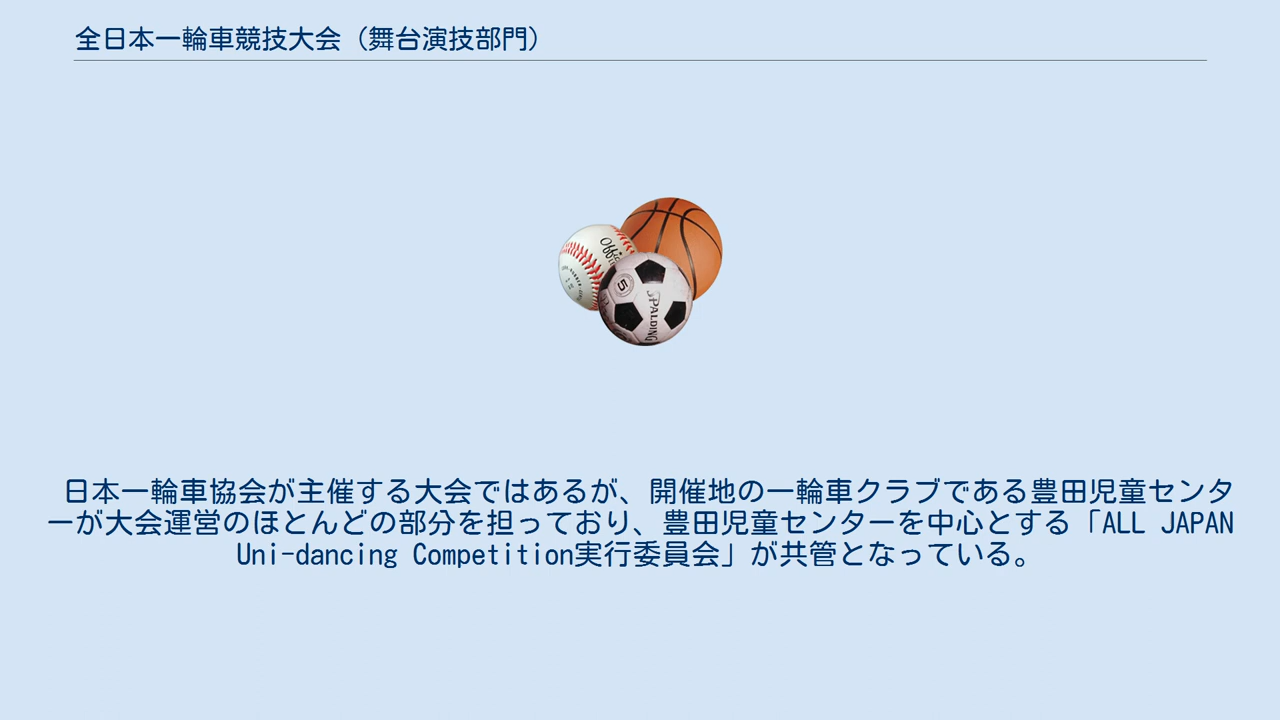 全日本一輪車競技大会（舞台演技部門）
Offic
5
SPALDING
日本一輪車協会が主催する大会ではあるが、開催地の一輪車クラブである豊田児童センタ
ーが大会運営のほとんどの部分を担っており、豊田児童センターを中心とする「ALL JAPAN
Uni-dancing Competition実行委員会」が共管となっている。